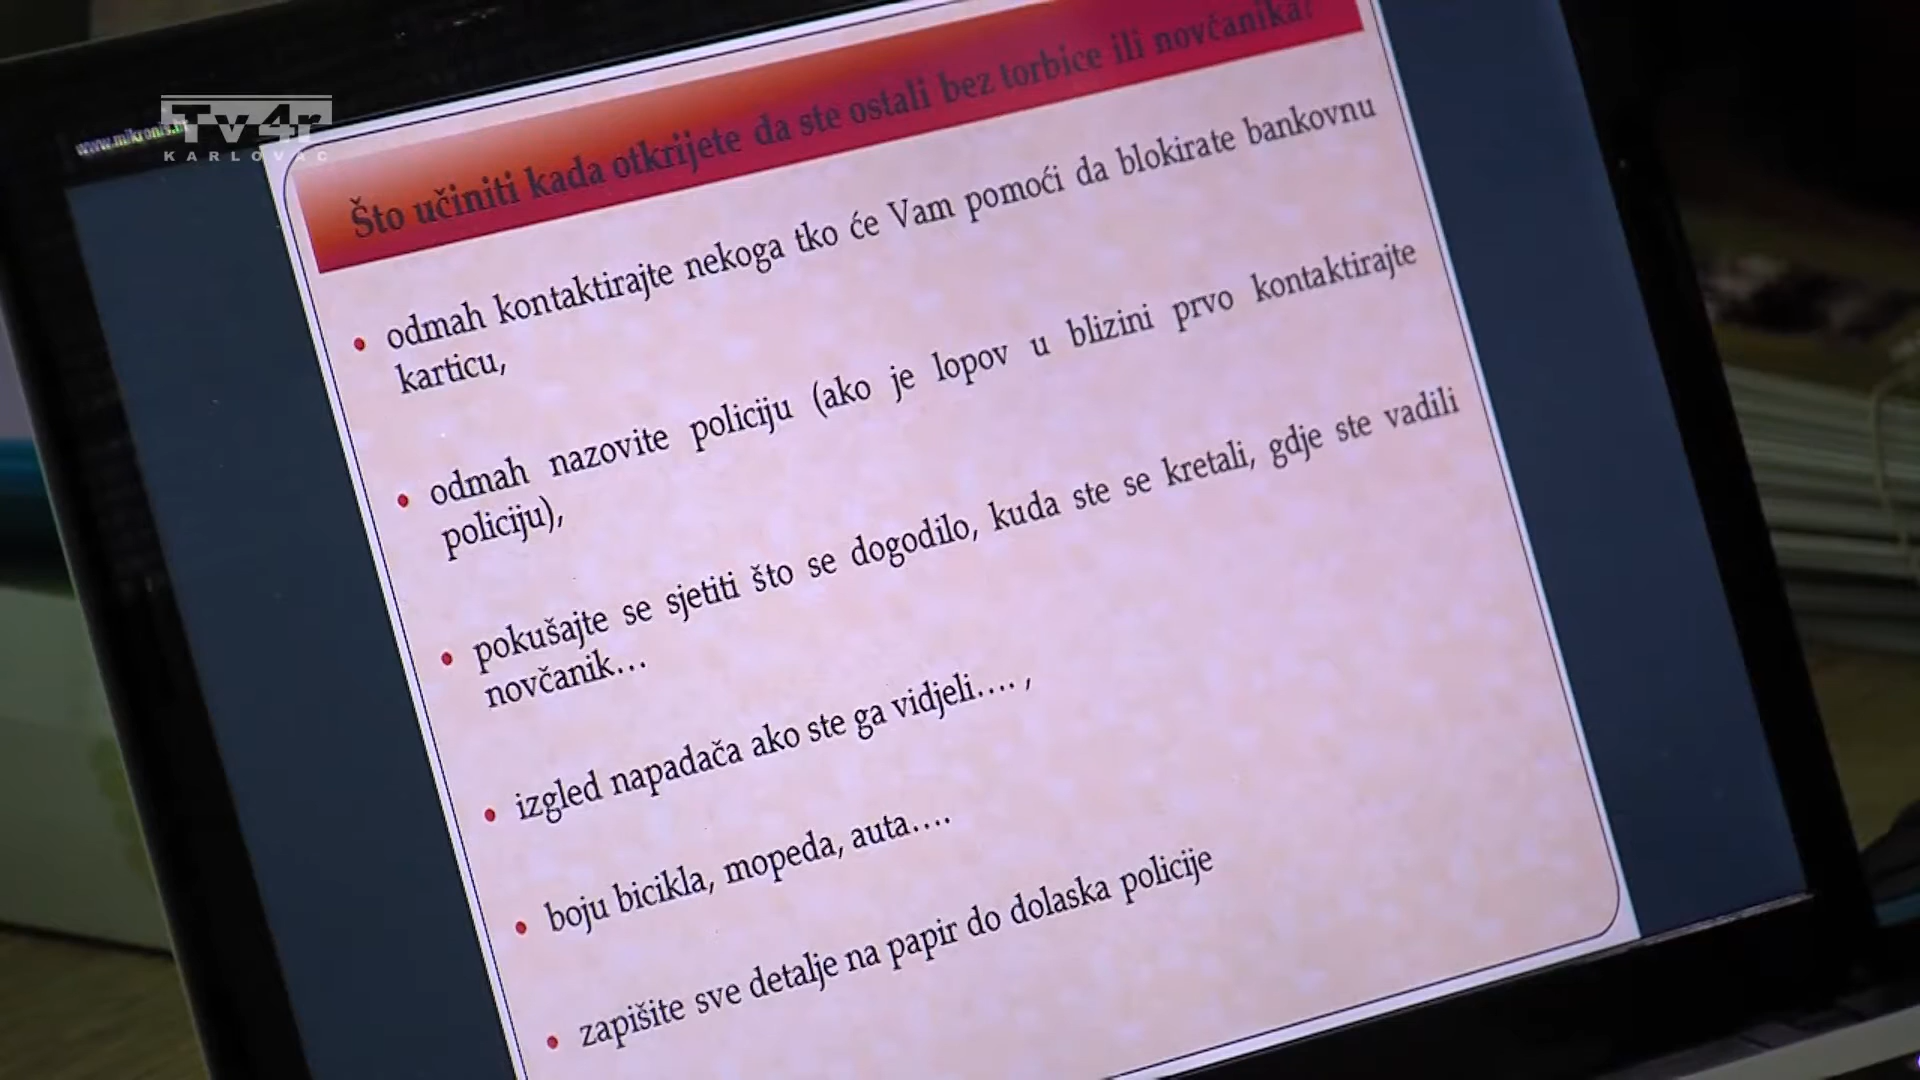 www.mikronis.hr
Tv4r
KARLOVAC
Što učiniti kada otkrijete da ste ostali bez torbice ili novčanika?
• odmah kontaktirajte nekoga tko će Vam pomoći da blokirate bankovnu
karticu,
• odmah nazovite policiju (ako je lopov u blizini prvo kontaktirajte
policiju),
• pokušajte se sjetiti što se dogodilo, kuda ste se kretali, gdje ste vadili
novčanik...
• izgled napadača ako ste ga vidjeli.... ,
• boju bicikla, mopeda, auta....
• zapišite sve detalje na papir do dolaska policije